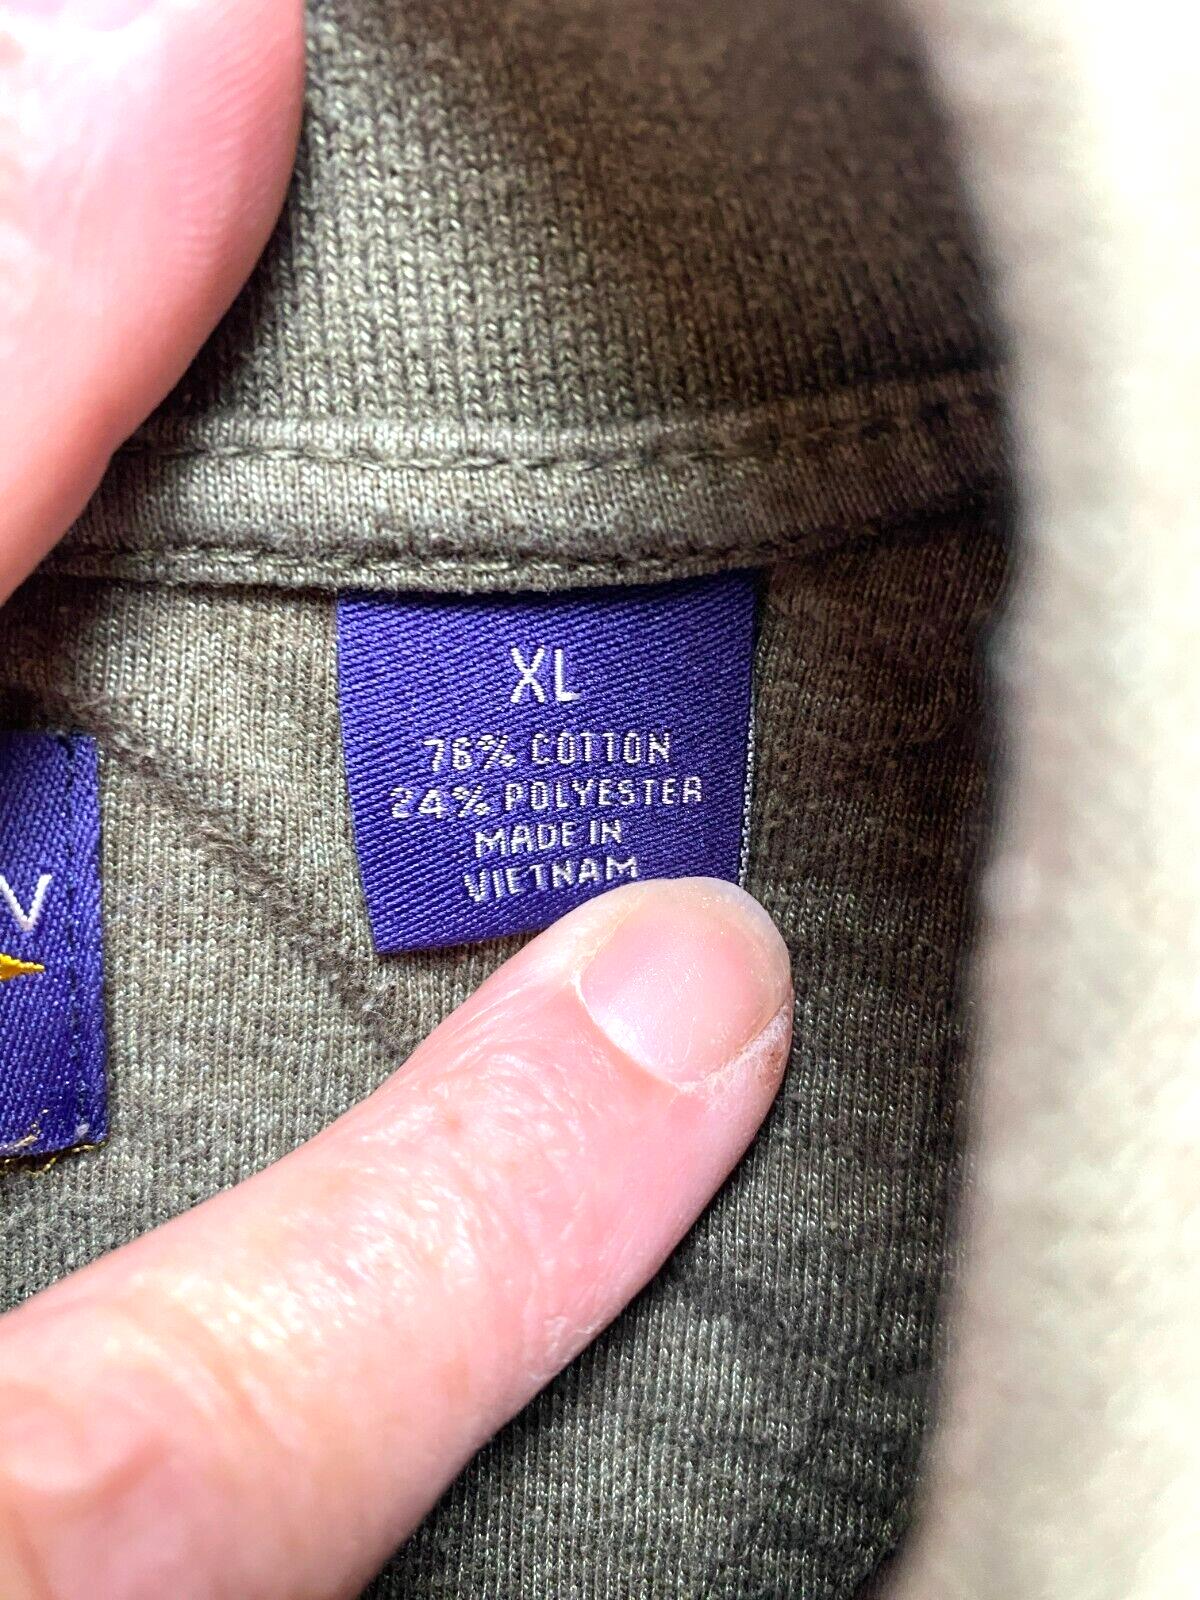 XL
76% COTTON
24% POLYESTER
MADE IN
VIETNAM
V